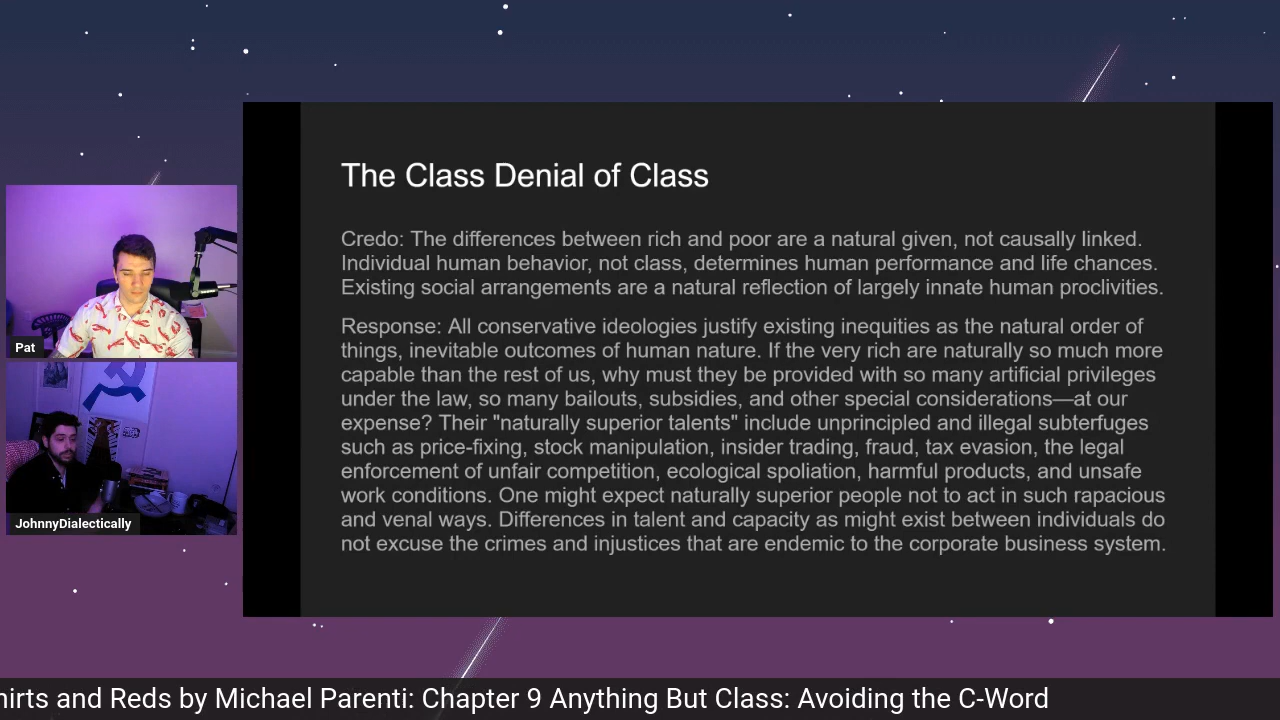 The Class Denial of Class
Credo: The differences between rich and poor are a natural given, not causally linked.
Individual human behavior, not class, determines human performance and life chances.
Existing social arrangements are a natural reflection of largely innate human proclivities.
Response: All conservative ideologies justify existing inequities as the natural order of
things, inevitable outcomes of human nature. If the very rich are naturally so much more
capable than the rest of us, why must they be provided with so many artificial privileges
under the law, so many bailouts, subsidies, and other special considerations—at our
expense? Their "naturally superior talents" include unprincipled and illegal subterfuges
such as price-fixing, stock manipulation, insider trading, fraud, tax evasion, the legal
enforcement of unfair competition, ecological spoliation, harmful products, and unsafe
work conditions. One might expect naturally superior people not to act in such rapacious
and venal ways. Differences in talent and capacity as might exist between individuals do
not excuse the crimes and injustices that are endemic to the corporate business system.
Pat
JohnnyDialectically
hirts and Reds by Michael Parenti: Chapter 9 Anything But Class: Avoiding the C-Word